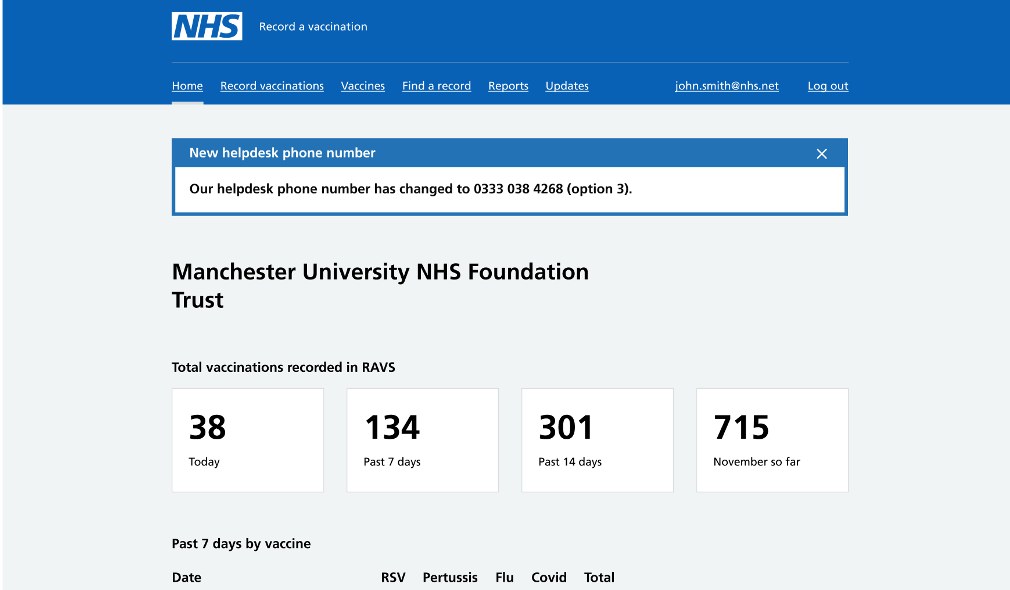 NHS Record a vaccination
Home Record vaccinations Vaccines Find a record Reports Updates john.smith@nhs.net Log out
New helpdesk phone number
Our helpdesk phone number has changed to 0333 038 4268 (option 3).
Manchester University NHS Foundation
Trust
Total vaccinations recorded in RAVS
38 134 301 715
Today Past 7 days Past 14 days November so far
Past 7 days by vaccine
Date RSV Pertussis Flu Covid Total